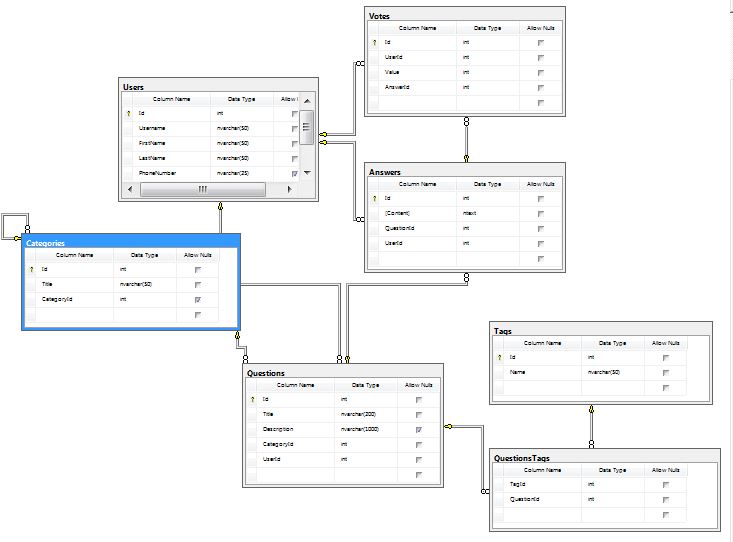 Votes
Column Name Data Type Allow Nulls
Id int
UserId int
Value int
AnswerId int
Users
Column Name Data Type Allow
Id int
Username nvarchar(50)
FirstName nvarchar(50)
LastName nvarchar(50)
PhoneNumber nvarchar(25)
Answers
Column Name Data Type Allow Nulls
Id int
[Content] ntext
QuestionId int
UserId int
Categories
Column Name Data Type Allow Nulls
Id int
Title nvarchar(50)
CategoryId int
Tags
Column Name Data Type Allow Nulls
Id int
Name nvarchar(50)
Questions
Column Name Data Type Allow Nulls
Id int
Title nvarchar(200)
Description nvarchar(1000)
CategoryId int
UserId int
QuestionsTags
Column Name Data Type Allow Nulls
TagId int
QuestionId int